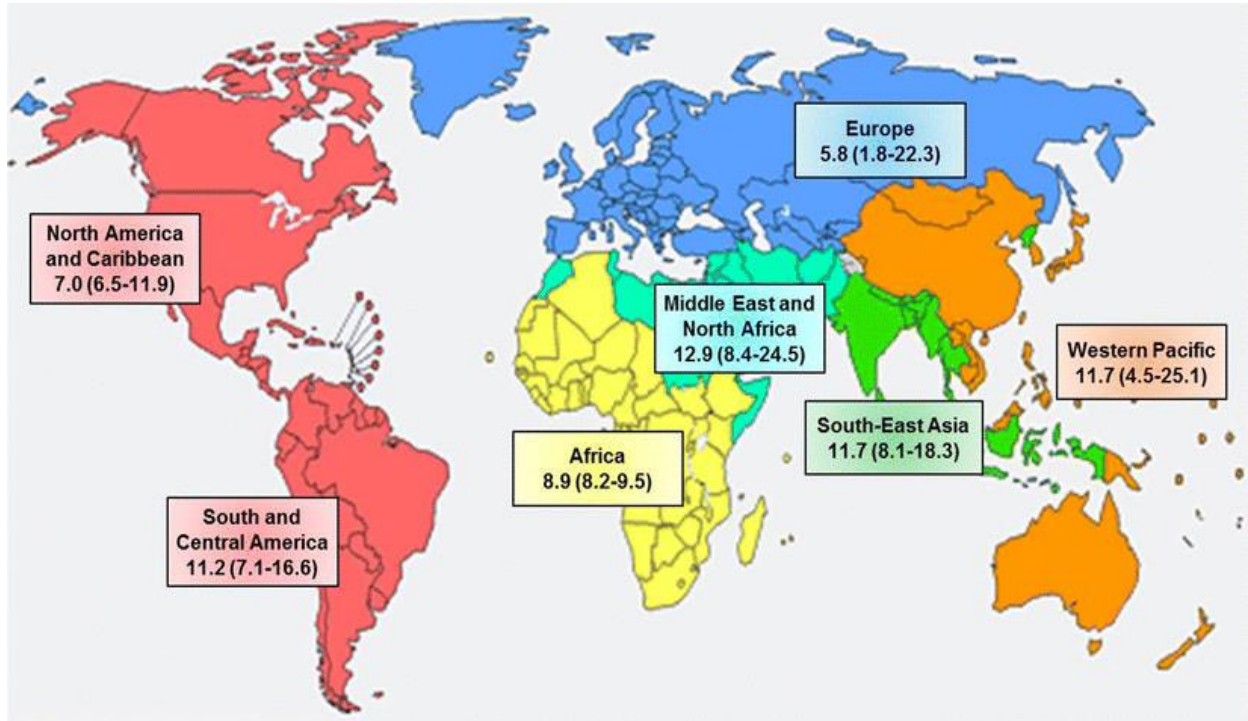 Europe
5.8 (1.8-22.3)
North America
and Caribbean
7.0 (6.5-11.9)
Middle East and
North Africa
12.9 (8.4-24.5)
Western Pacific
11.7 (4.5-25.1)
South-East Asia
11.7 (8.1-18.3)
Africa
8.9 (8.2-9.5)
South and
Central America
11.2 (7.1-16.6)